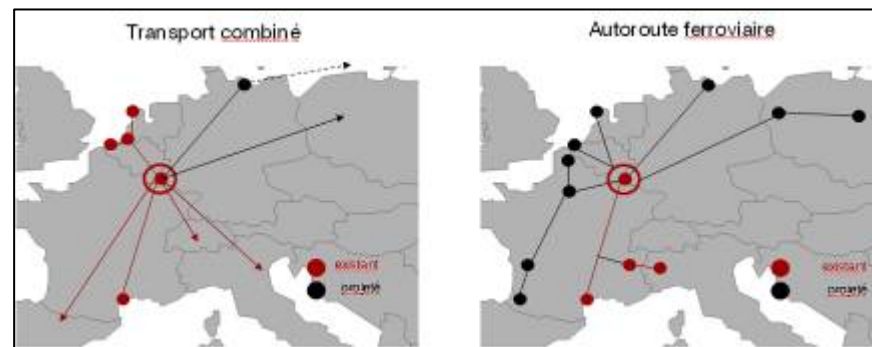 Transport combiné
Autoroute ferroviaire
existant
projeté
existant
projeté